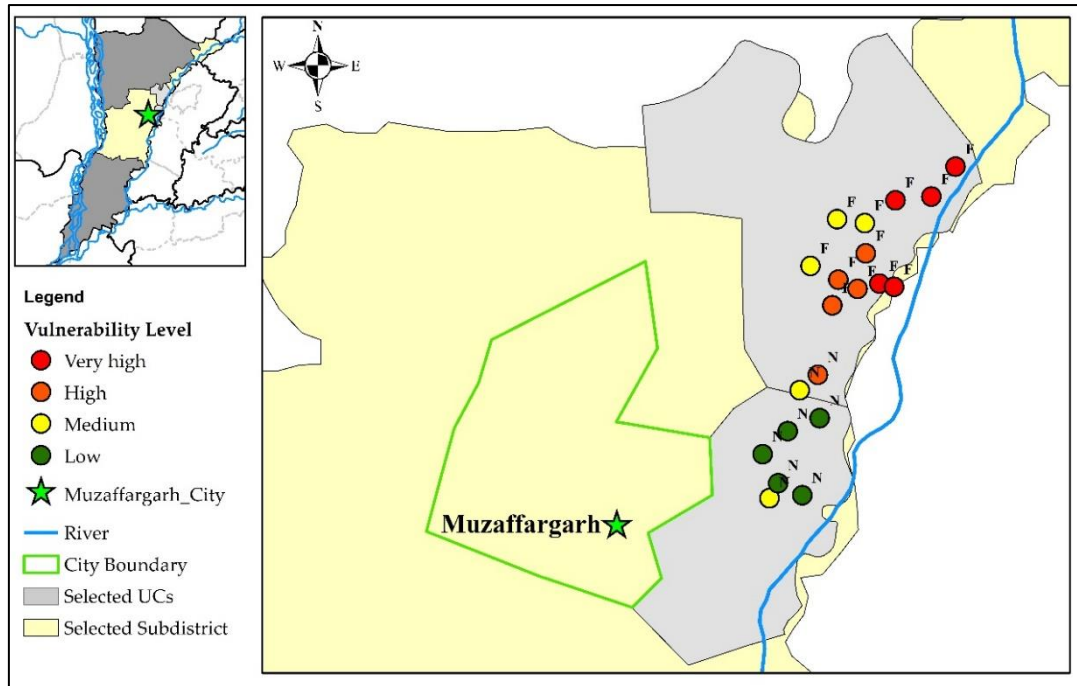 N
W
E
S
F
F
F
F
F
F
F
F
F
F
F
F
N
N
N
N
N
N
N
N
Muzaffargarh
Legend
Vulnerability Level
Very high
High
Medium
Low
Muzaffargarh_City
River
City Boundary
Selected UCs
Selected Subdistrict